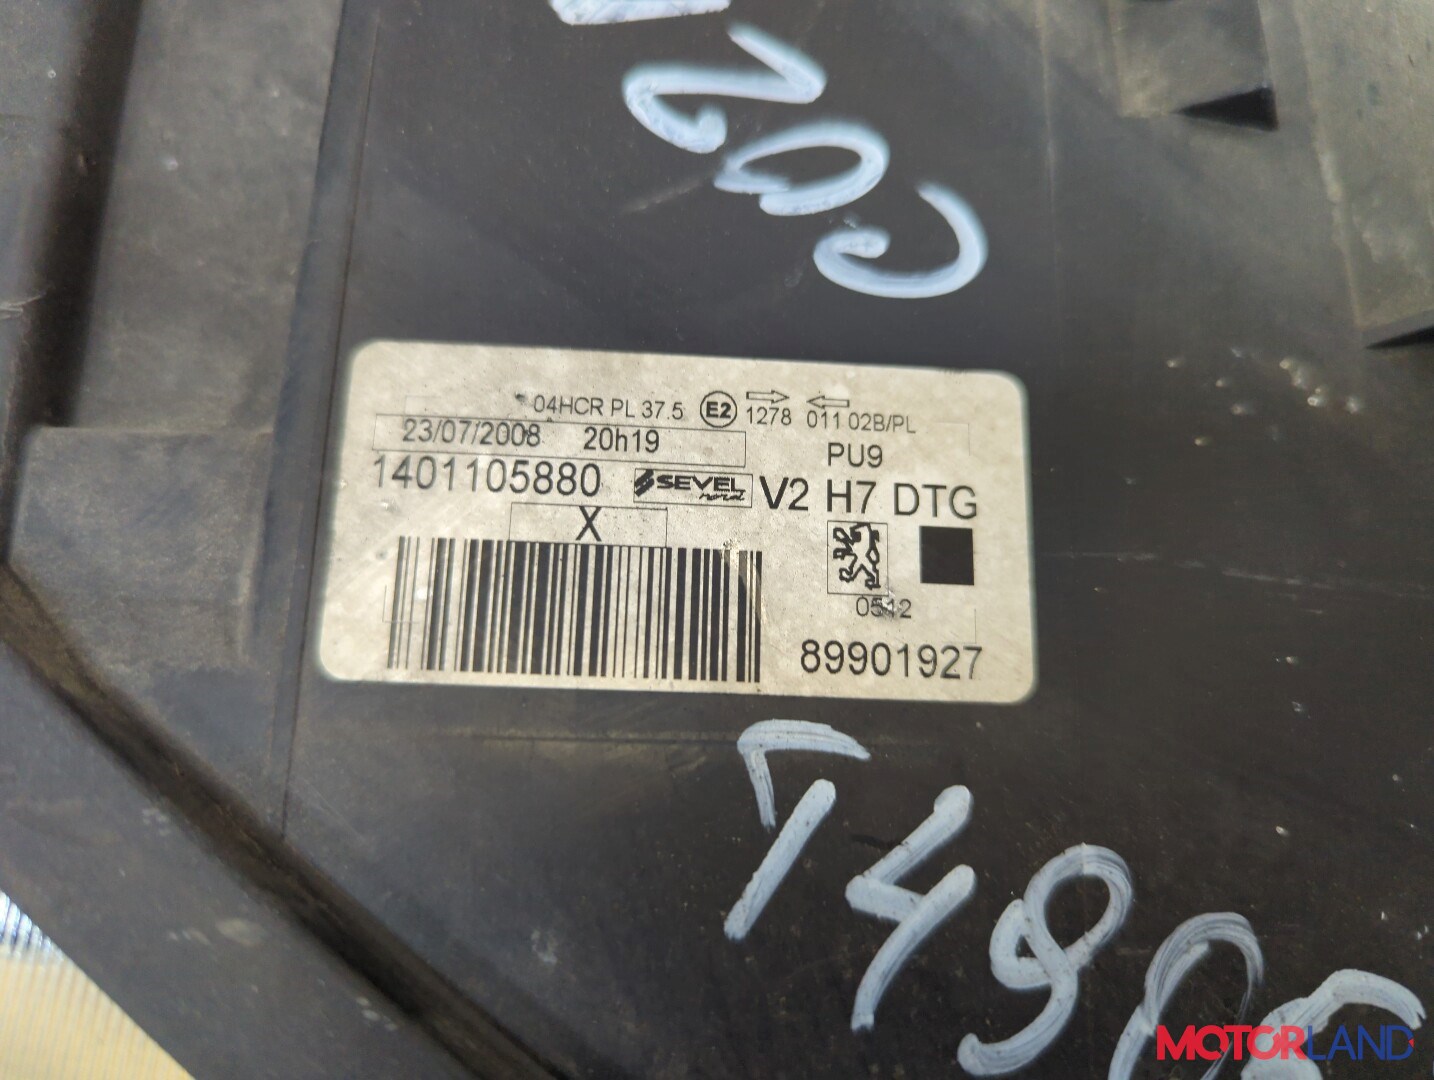 04HCR PL 37.5 E2 1278 011 02B/PL
23/07/2008 20h19
PU9
1401105880 SEVEL nord V2 H7 DTG
X
0512
89901927
MOTORLAND